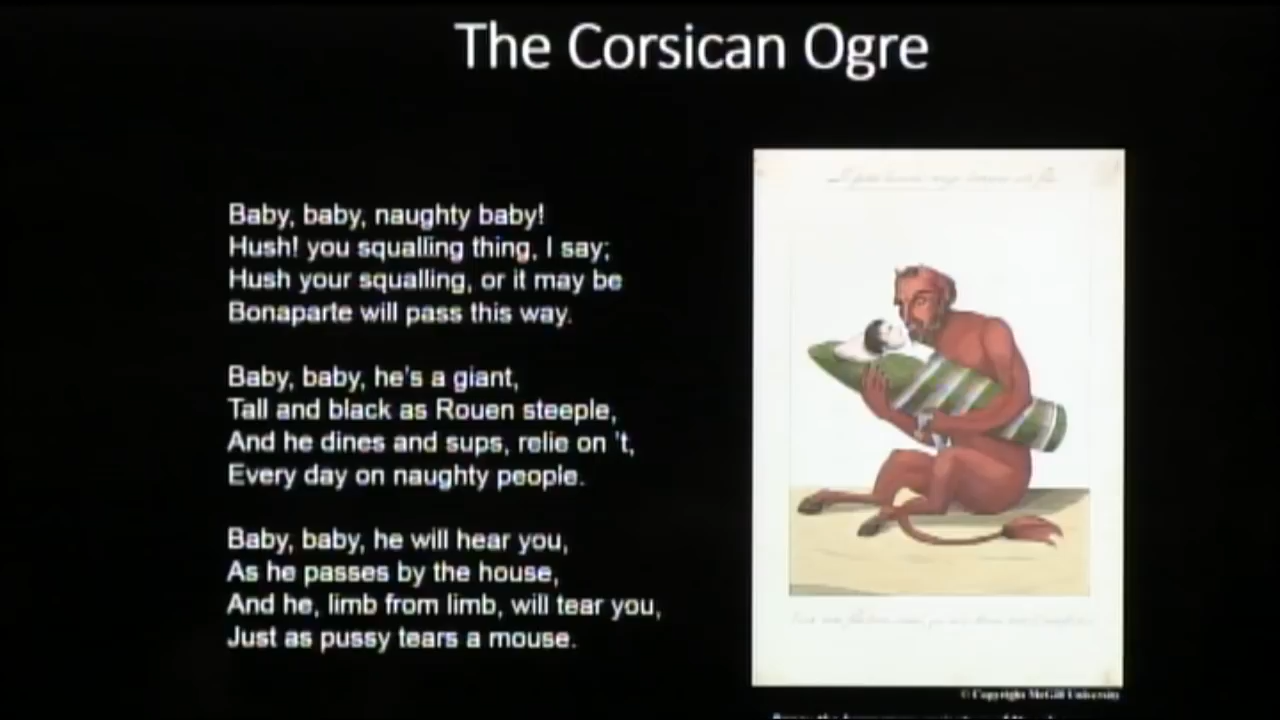 The Corsican Ogre
Baby, baby, naughty baby!
Hush! you squalling thing, I say;
Hush your squalling, or it may be
Bonaparte will pass this way.
Baby, baby, he's a giant,
Tall and black as Rouen steeple,
And he dines and sups, relie on 't,
Every day on naughty people.
Baby, baby, he will hear you,
As he passes by the house,
And he, limb from limb, will tear you,
Just as pussy tears a mouse.
© Copyright McGill University